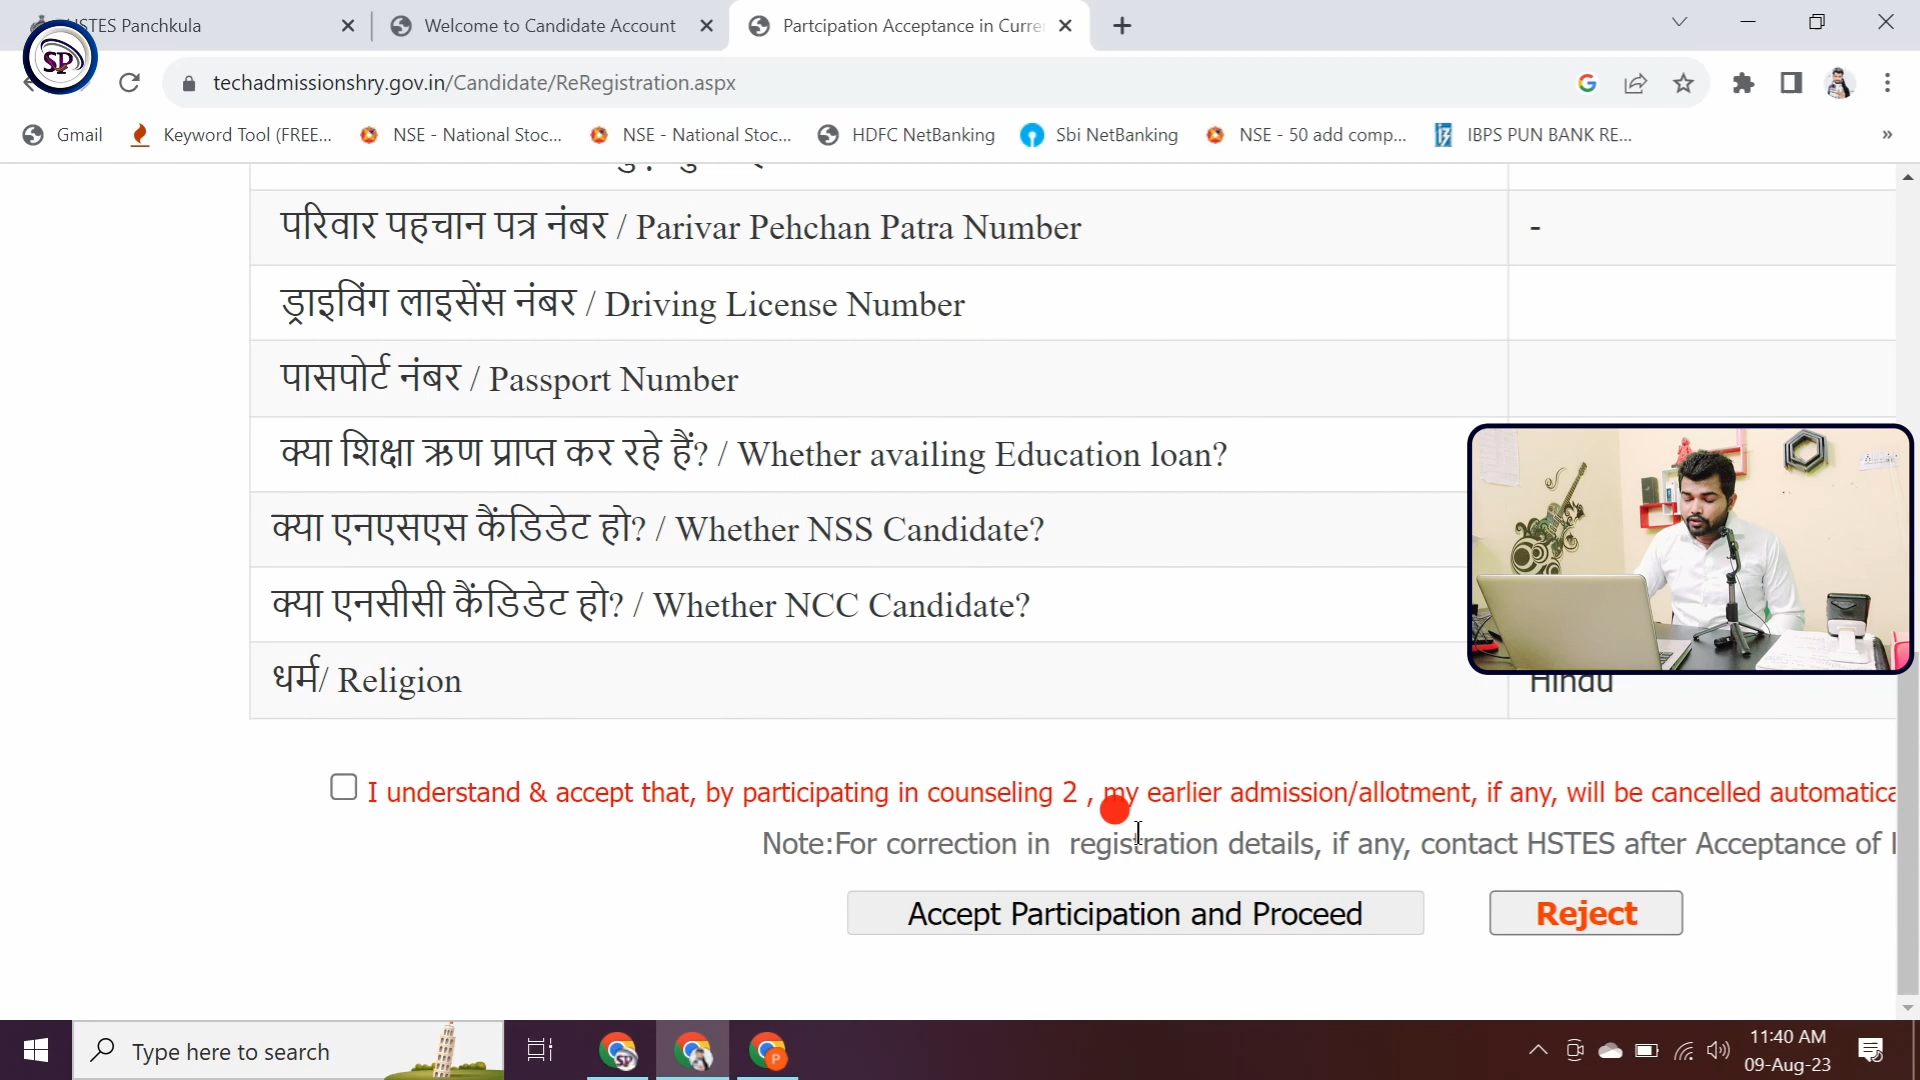 HSTES Panchkula
Welcome to Candidate Account
Partcipation Acceptance in Curre
SP
techadmissionshry.gov.in/Candidate/ReRegistration.aspx
Gmail
Keyword Tool (FREE...
NSE - National Stoc...
NSE - National Stoc...
HDFC NetBanking
Sbi NetBanking
NSE - 50 add comp...
IBPS PUN BANK RE...
»
परिवार पहचान पत्र नंबर / Parivar Pehchan Patra Number -
ड्राइविंग लाइसेंस नंबर / Driving License Number
पासपोर्ट नंबर / Passport Number
क्या शिक्षा ऋण प्राप्त कर रहे हैं? / Whether availing Education loan?
क्या एनएसएस कैंडिडेट हो? / Whether NSS Candidate?
क्या एनसीसी कैंडिडेट हो? / Whether NCC Candidate?
धर्म/ Religion Hindu
I understand & accept that, by participating in counseling 2 , my earlier admission/allotment, if any, will be cancelled automatica
Note:For correction in registration details, if any, contact HSTES after Acceptance of
Accept Participation and Proceed
Reject
Type here to search
11:40 AM
09-Aug-23